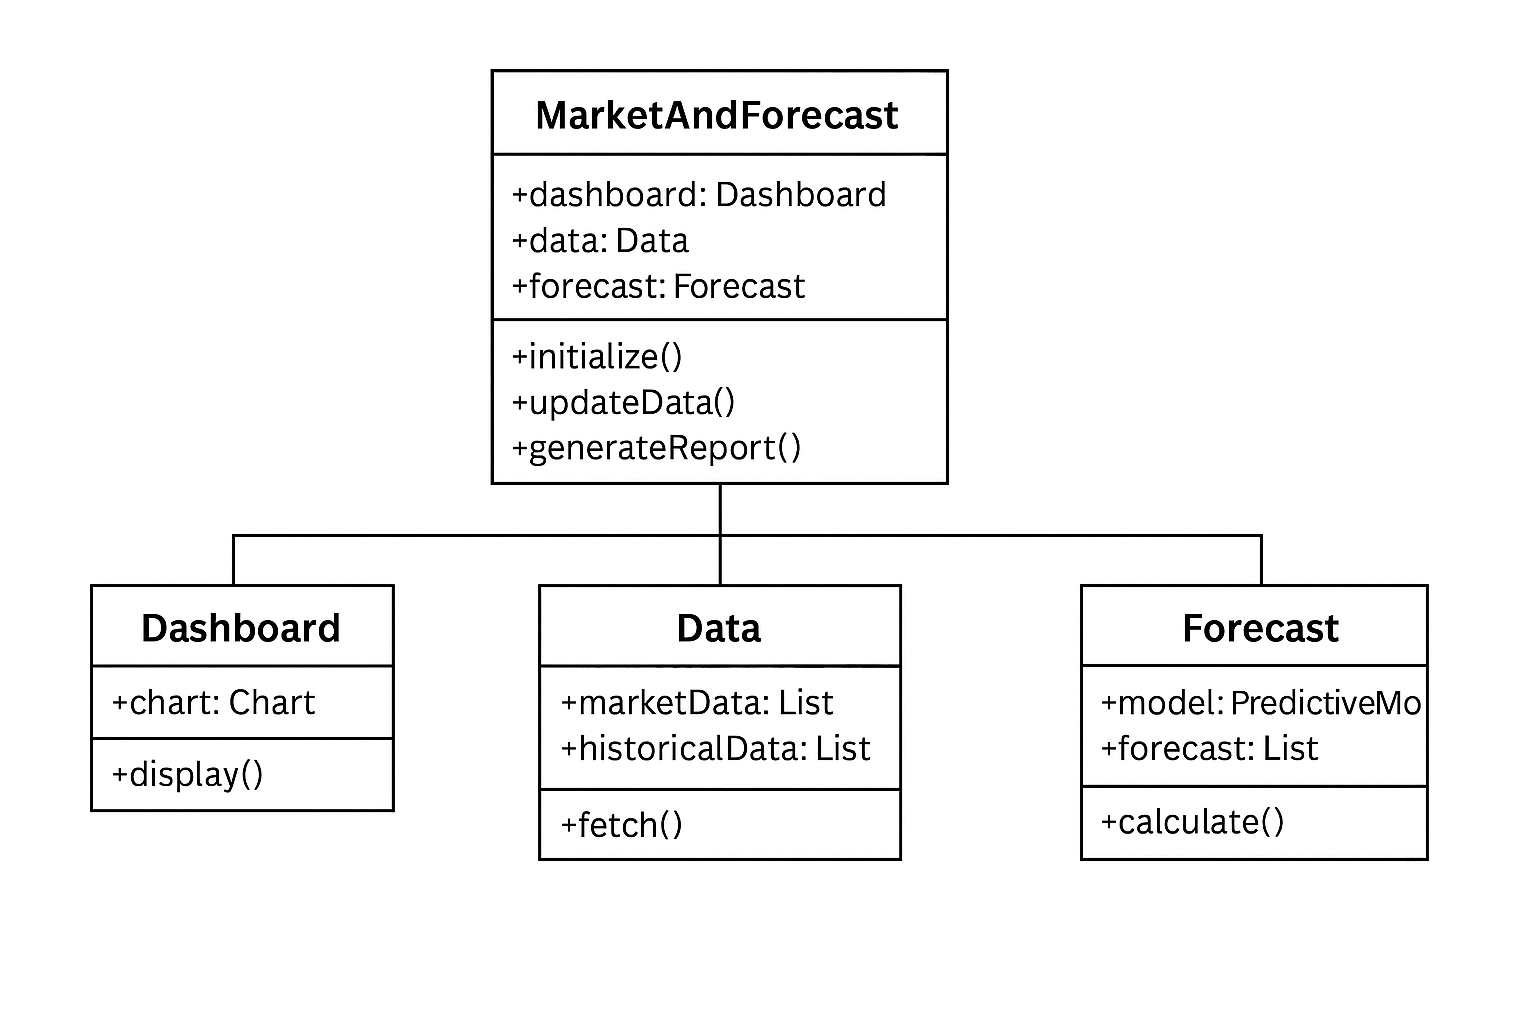 MarketAndForecast
+dashboard: Dashboard
+data: Data
+forecast: Forecast
+initialize()
+updateData()
+generateReport()
Dashboard
+chart: Chart
+display()
Data
+marketData: List
+historicalData: List
+fetch()
Forecast
+model: PredictiveMo
+forecast: List
+calculate()